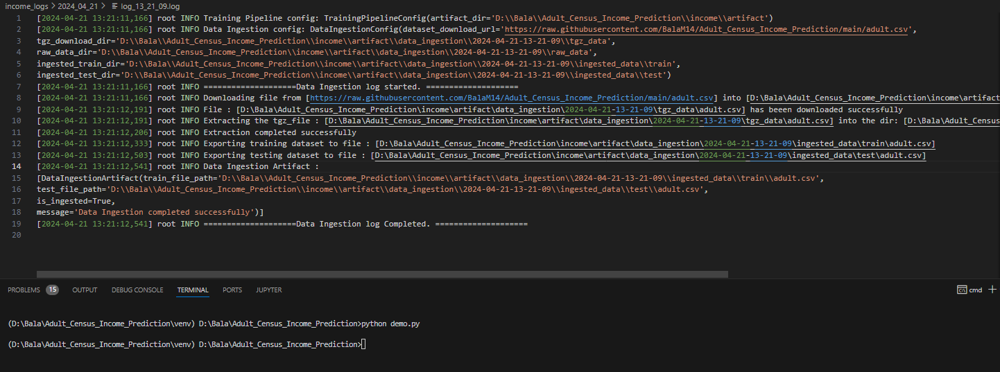 income_logs > 2024_04_21 > log_13_21_09.log
1 [2024-04-21 13:21:11,166] root INFO Training Pipeline config: TrainingPipelineConfig(artifact_dir='D:\\Bala\\Adult_Census_Income_Prediction\\income\\artifact')
2 [2024-04-21 13:21:11,166] root INFO Data Ingestion config: DataIngestionConfig(dataset_download_url='https://raw.githubusercontent.com/BalaM14/Adult_Census_Income_Prediction/main/adult.csv',
3 tgz_download_dir='D:\\Bala\\Adult_Census_Income_Prediction\\income\\artifact\\data_ingestion\\2024-04-21-13-21-09\\tgz_data',
4 raw_data_dir='D:\\Bala\\Adult_Census_Income_Prediction\\income\\artifact\\data_ingestion\\2024-04-21-13-21-09\\raw_data',
5 ingested_train_dir='D:\\Bala\\Adult_Census_Income_Prediction\\income\\artifact\\data_ingestion\\2024-04-21-13-21-09\\ingested_data\\train',
6 ingested_test_dir='D:\\Bala\\Adult_Census_Income_Prediction\\income\\artifact\\data_ingestion\\2024-04-21-13-21-09\\ingested_data\\test')
7 [2024-04-21 13:21:11,166] root INFO ====================Data Ingestion log started. ====================
8 [2024-04-21 13:21:11,166] root INFO Downloading file from [https://raw.githubusercontent.com/BalaM14/Adult_Census_Income_Prediction/main/adult.csv] into [D:\Bala\Adult_Census_Income_Prediction\income\artifact
9 [2024-04-21 13:21:12,191] root INFO File : [D:\Bala\Adult_Census_Income_Prediction\income\artifact\data_ingestion\2024-04-21-13-21-09\tgz_data\adult.csv] has beeen downloaded successfully
10 [2024-04-21 13:21:12,191] root INFO Extracting the tgz_file : [D:\Bala\Adult_Census_Income_Prediction\income\artifact\data_ingestion\2024-04-21-13-21-09\tgz_data\adult.csv] into the dir: [D:\Bala\Adult_Census
11 [2024-04-21 13:21:12,206] root INFO Extraction completed successfully
12 [2024-04-21 13:21:12,333] root INFO Exporting training dataset to file : [D:\Bala\Adult_Census_Income_Prediction\income\artifact\data_ingestion\2024-04-21-13-21-09\ingested_data\train\adult.csv]
13 [2024-04-21 13:21:12,503] root INFO Exporting testing dataset to file : [D:\Bala\Adult_Census_Income_Prediction\income\artifact\data_ingestion\2024-04-21-13-21-09\ingested_data\test\adult.csv]
14 [2024-04-21 13:21:12,541] root INFO Data Ingestion Artifact :
15 [DataIngestionArtifact(train_file_path='D:\\Bala\\Adult_Census_Income_Prediction\\income\\artifact\\data_ingestion\\2024-04-21-13-21-09\\ingested_data\\train\\adult.csv',
16 test_file_path='D:\\Bala\\Adult_Census_Income_Prediction\\income\\artifact\\data_ingestion\\2024-04-21-13-21-09\\ingested_data\\test\\adult.csv',
17 is_ingested=True,
18 message='Data Ingestion completed successfully')]
19 [2024-04-21 13:21:12,541] root INFO ====================Data Ingestion log Completed. ====================
20
PROBLEMS 15 OUTPUT DEBUG CONSOLE TERMINAL PORTS JUPYTER cmd +
(D:\Bala\Adult_Census_Income_Prediction\venv) D:\Bala\Adult_Census_Income_Prediction>python demo.py
(D:\Bala\Adult_Census_Income_Prediction\venv) D:\Bala\Adult_Census_Income_Prediction>